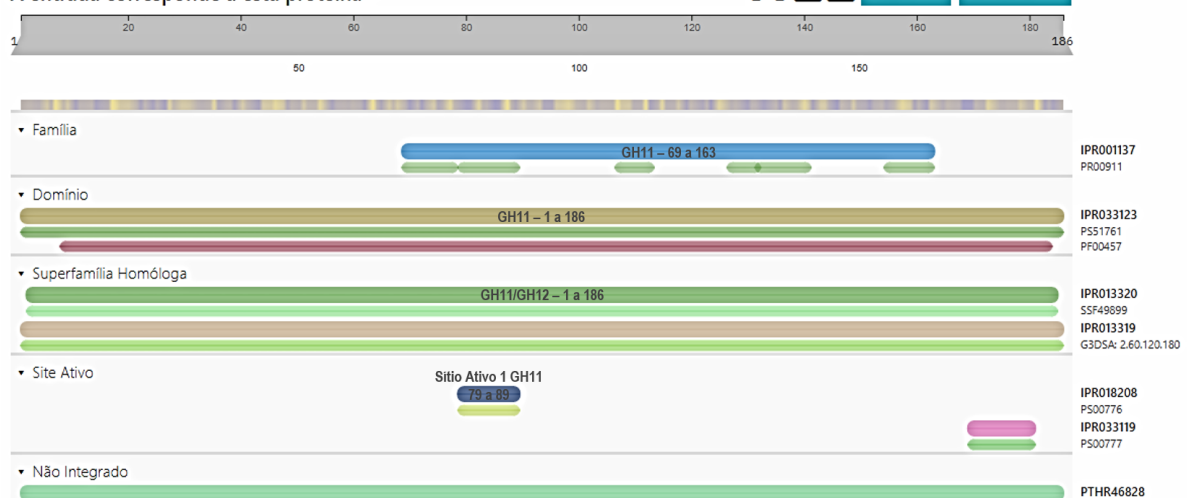 20 40 60 80 100 120 140 160 180
1 186
50 100 150
Família
GH11 – 69 a 163
IPR001137
PR00911
Domínio
GH11 – 1 a 186
IPR033123
PS51761
PF00457
Superfamília Homóloga
GH11/GH12 – 1 a 186
IPR013320
SSF49899
IPR013319
G3DSA: 2.60.120.180
Site Ativo
Sitio Ativo 1 GH11
79 a 89
IPR018208
PS00776
IPR033119
PS00777
Não Integrado
PTHR46828